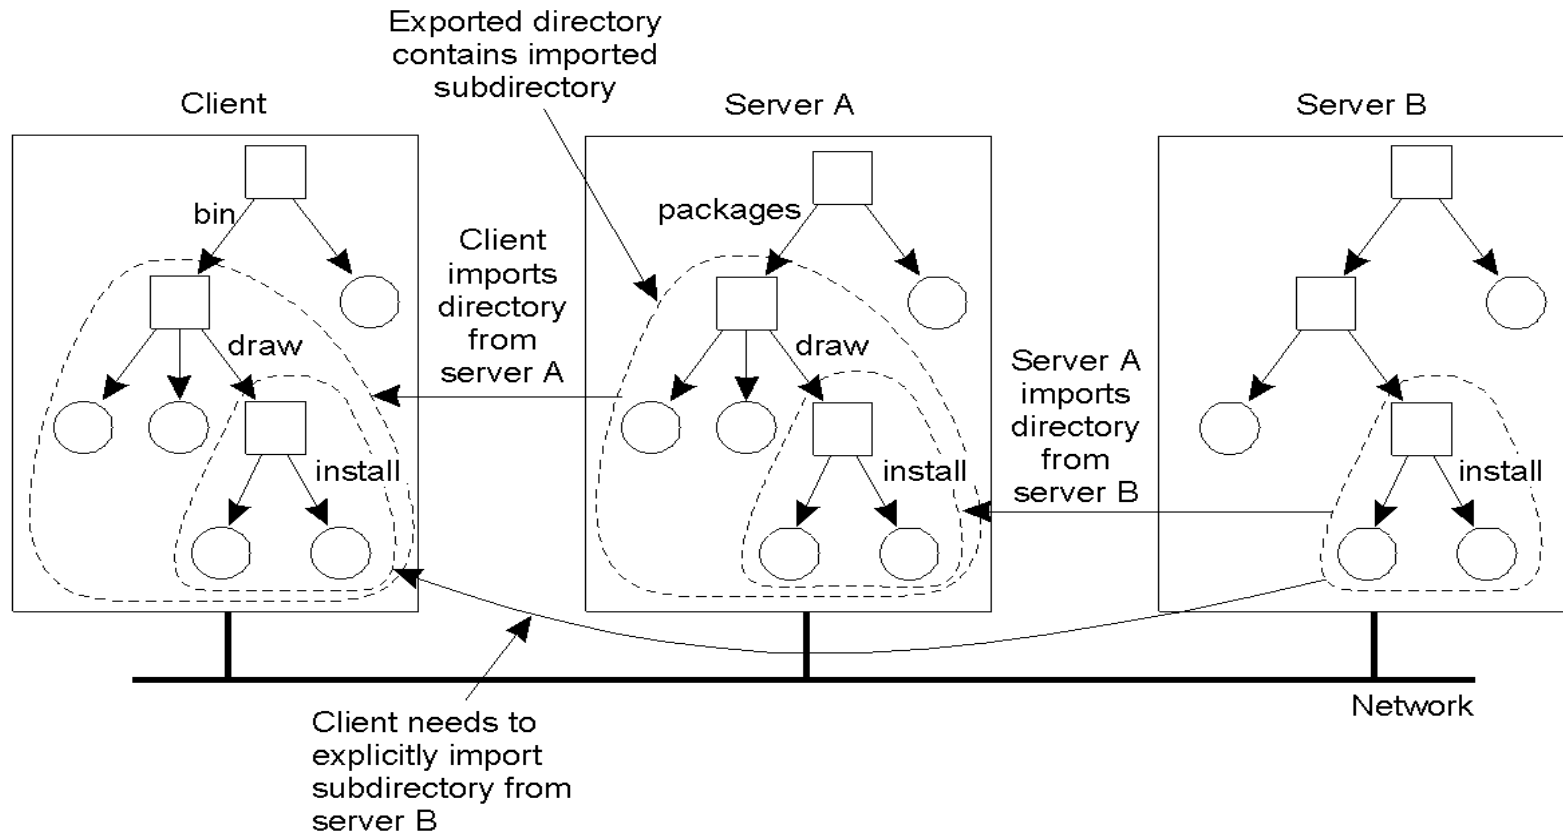 Exported directory
contains imported
subdirectory
Client
Server A
Server B
bin
packages
Client
imports
directory
from
server A
draw
draw
Server A
imports
directory
from
server B
install
install
install
Network
Client needs to
explicitly import
subdirectory from
server B